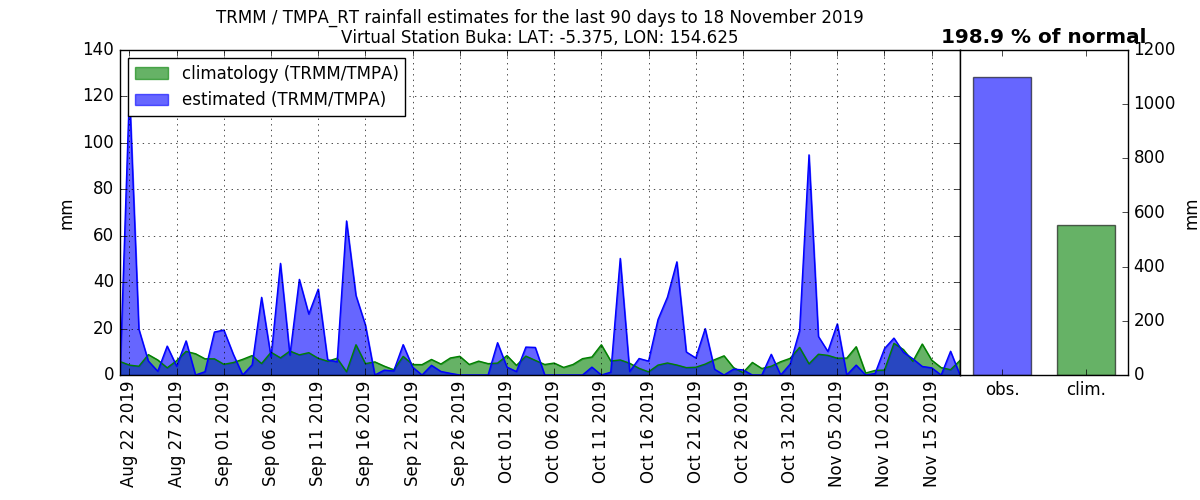 TRMM / TMPA_RT rainfall estimates for the last 90 days to 18 November 2019
Virtual Station Buka: LAT: -5.375, LON: 154.625
198.9 % of normal
climatology (TRMM/TMPA)
estimated (TRMM/TMPA)
mm
140
120
100
80
60
40
20
0
Aug 22 2019
Aug 27 2019
Sep 01 2019
Sep 06 2019
Sep 11 2019
Sep 16 2019
Sep 21 2019
Sep 26 2019
Oct 01 2019
Oct 06 2019
Oct 11 2019
Oct 16 2019
Oct 21 2019
Oct 26 2019
Oct 31 2019
Nov 05 2019
Nov 10 2019
Nov 15 2019
obs.
clim.
1200
1000
800
600
400
200
0
mm